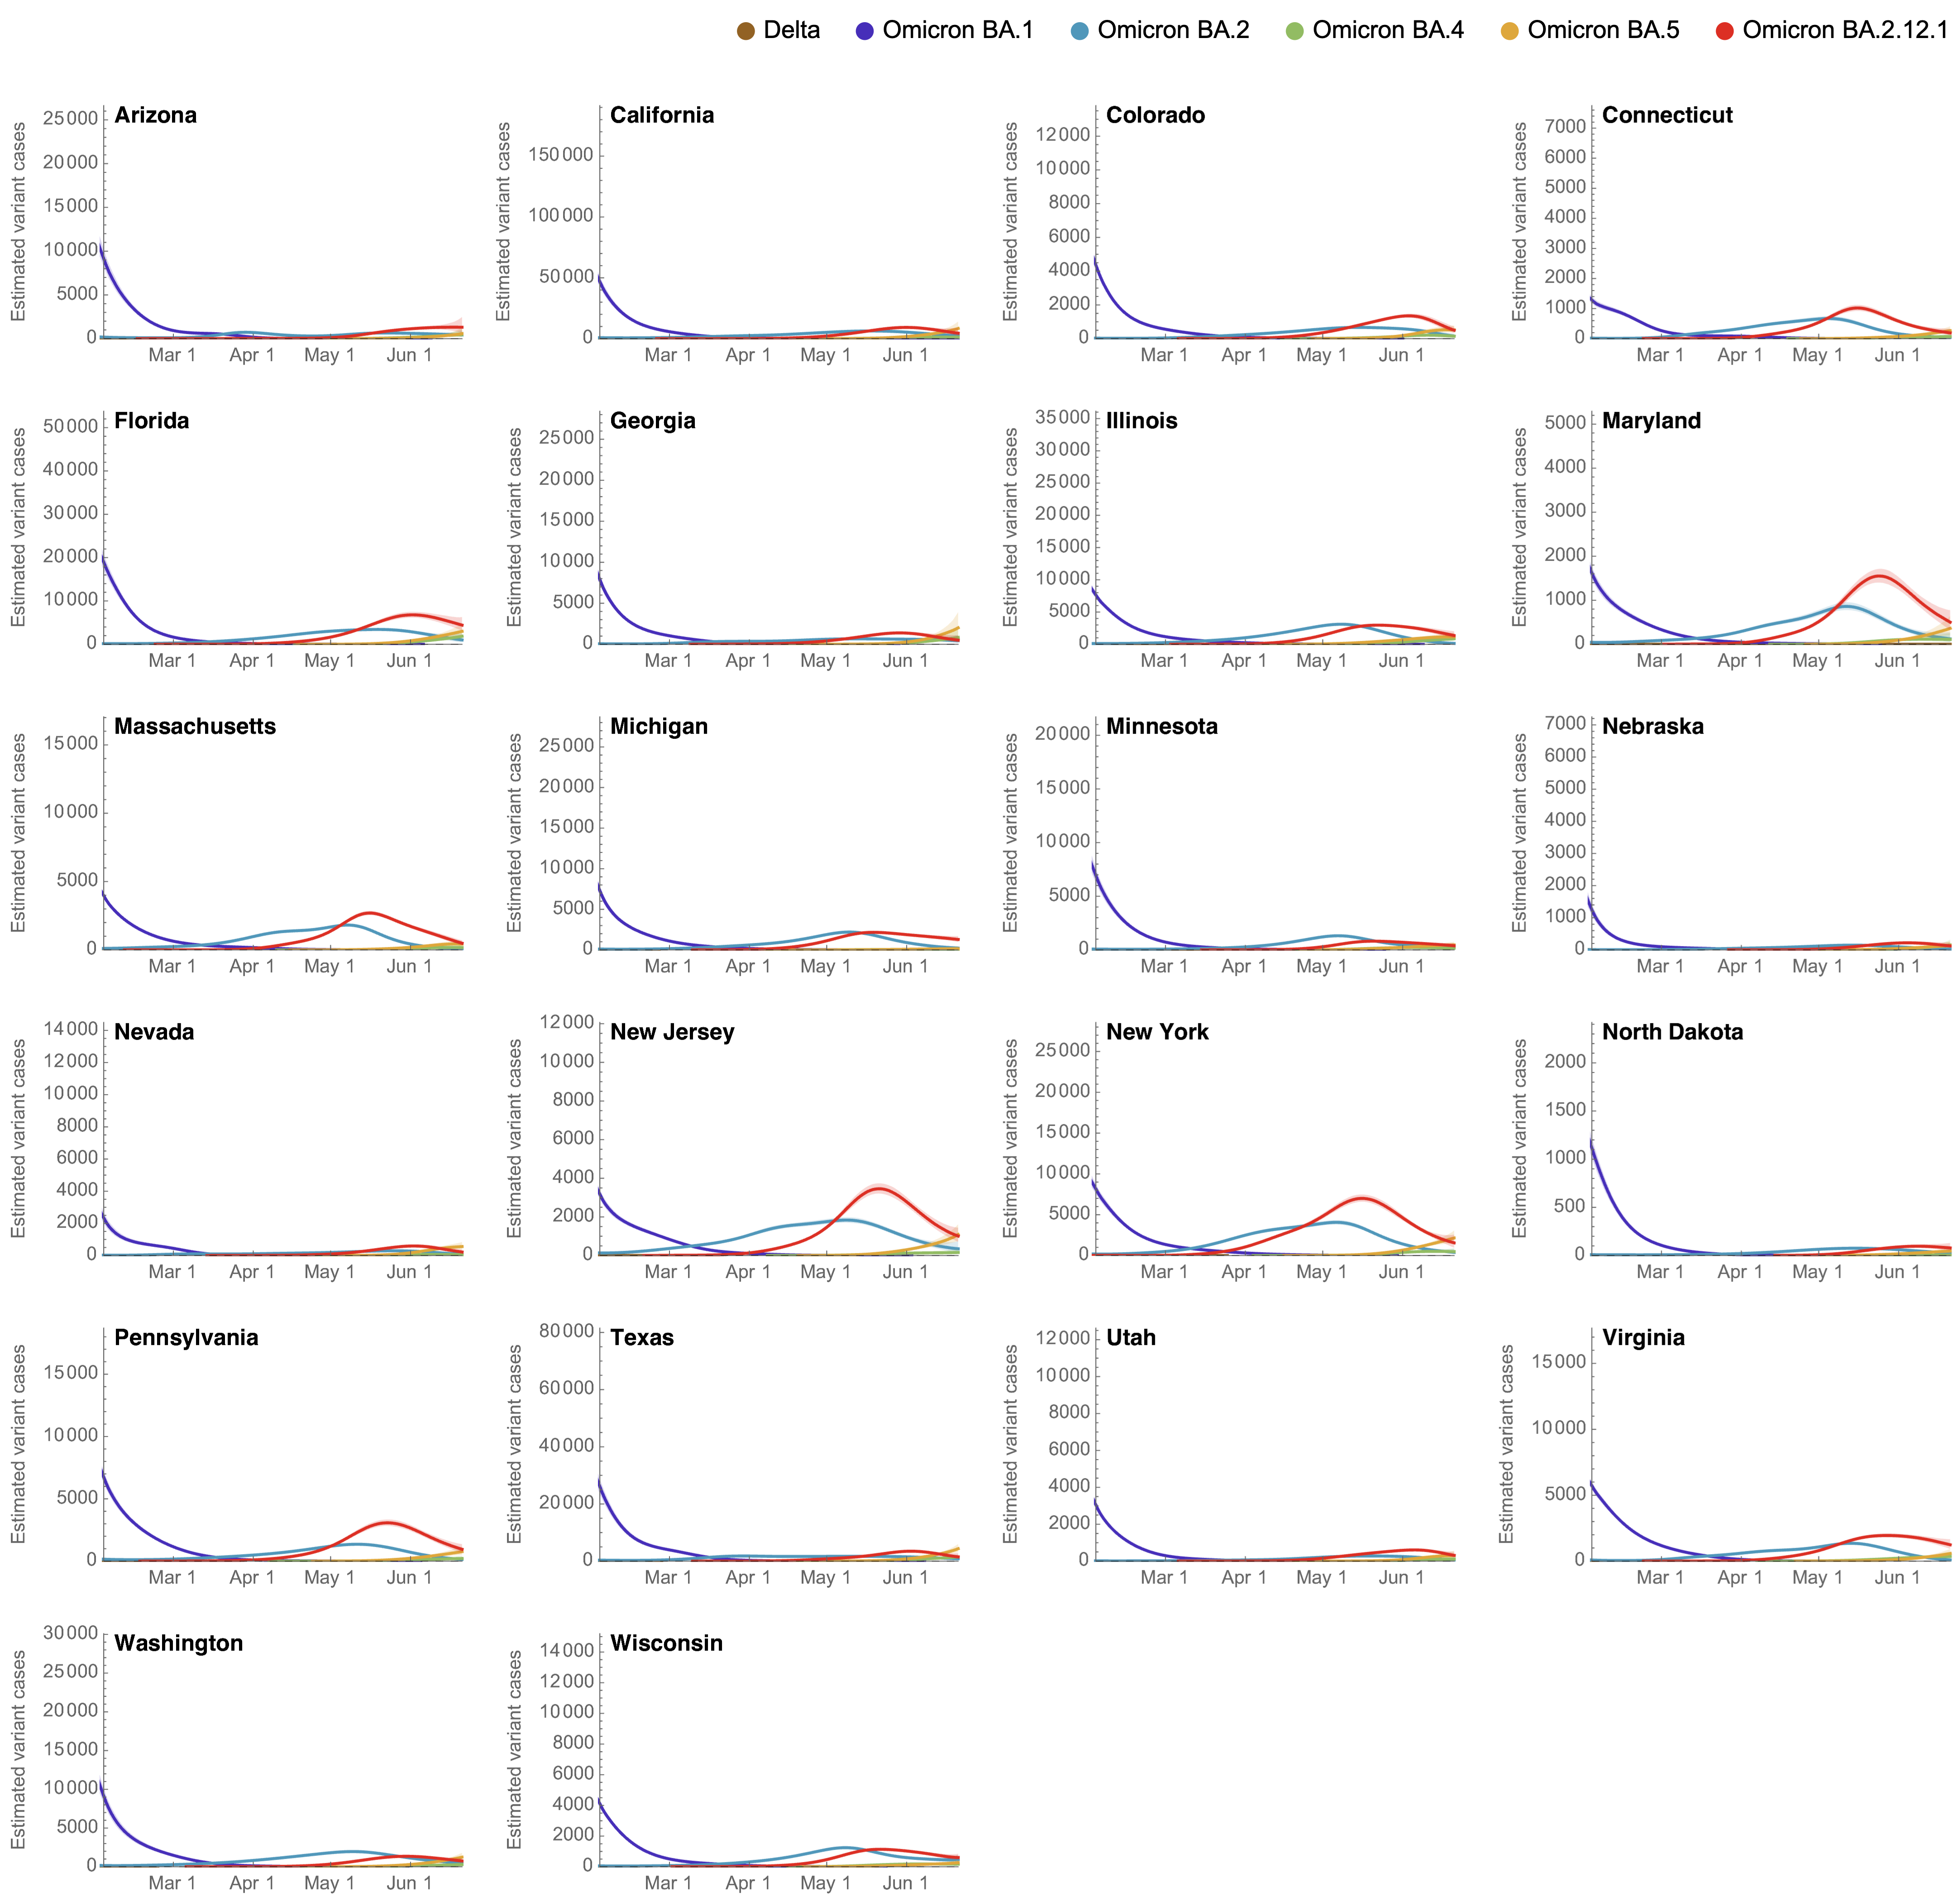 Delta Omicron BA.1 Omicron BA.2 Omicron BA.4 Omicron BA.5 Omicron BA.2.12.1
Arizona
Estimated variant cases
25000
20000
15000
10000
5000
0
Mar 1 Apr 1 May 1 Jun 1
California
Estimated variant cases
150000
100000
50000
0
Mar 1 Apr 1 May 1 Jun 1
Colorado
Estimated variant cases
12000
10000
8000
6000
4000
2000
0
Mar 1 Apr 1 May 1 Jun 1
Connecticut
Estimated variant cases
7000
6000
5000
4000
3000
2000
1000
0
Mar 1 Apr 1 May 1 Jun 1
Florida
Estimated variant cases
50000
40000
30000
20000
10000
0
Mar 1 Apr 1 May 1 Jun 1
Georgia
Estimated variant cases
25000
20000
15000
10000
5000
0
Mar 1 Apr 1 May 1 Jun 1
Illinois
Estimated variant cases
35000
30000
25000
20000
15000
10000
5000
0
Mar 1 Apr 1 May 1 Jun 1
Maryland
Estimated variant cases
5000
4000
3000
2000
1000
0
Mar 1 Apr 1 May 1 Jun 1
Massachusetts
Estimated variant cases
15000
10000
5000
0
Mar 1 Apr 1 May 1 Jun 1
Michigan
Estimated variant cases
25000
20000
15000
10000
5000
0
Mar 1 Apr 1 May 1 Jun 1
Minnesota
Estimated variant cases
20000
15000
10000
5000
0
Mar 1 Apr 1 May 1 Jun 1
Nebraska
Estimated variant cases
7000
6000
5000
4000
3000
2000
1000
0
Mar 1 Apr 1 May 1 Jun 1
Nevada
Estimated variant cases
14000
12000
10000
8000
6000
4000
2000
0
Mar 1 Apr 1 May 1 Jun 1
New Jersey
Estimated variant cases
12000
10000
8000
6000
4000
2000
0
Mar 1 Apr 1 May 1 Jun 1
New York
Estimated variant cases
25000
20000
15000
10000
5000
0
Mar 1 Apr 1 May 1 Jun 1
North Dakota
Estimated variant cases
2000
1500
1000
500
0
Mar 1 Apr 1 May 1 Jun 1
Pennsylvania
Estimated variant cases
15000
10000
5000
0
Mar 1 Apr 1 May 1 Jun 1
Texas
Estimated variant cases
80000
60000
40000
20000
0
Mar 1 Apr 1 May 1 Jun 1
Utah
Estimated variant cases
12000
10000
8000
6000
4000
2000
0
Mar 1 Apr 1 May 1 Jun 1
Virginia
Estimated variant cases
15000
10000
5000
0
Mar 1 Apr 1 May 1 Jun 1
Washington
Estimated variant cases
30000
25000
20000
15000
10000
5000
0
Mar 1 Apr 1 May 1 Jun 1
Wisconsin
Estimated variant cases
14000
12000
10000
8000
6000
4000
2000
0
Mar 1 Apr 1 May 1 Jun 1